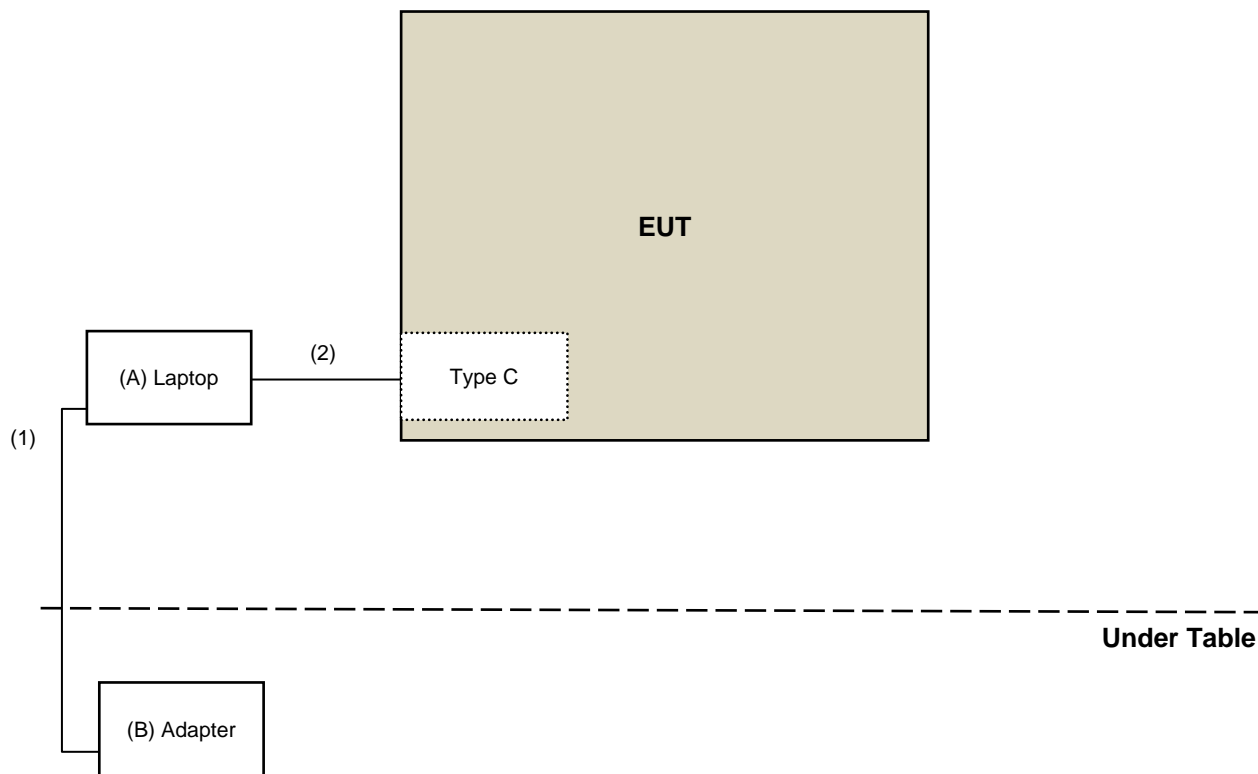 EUT
(2)
(A) Laptop
Type C
(1)
Under Table
(B) Adapter